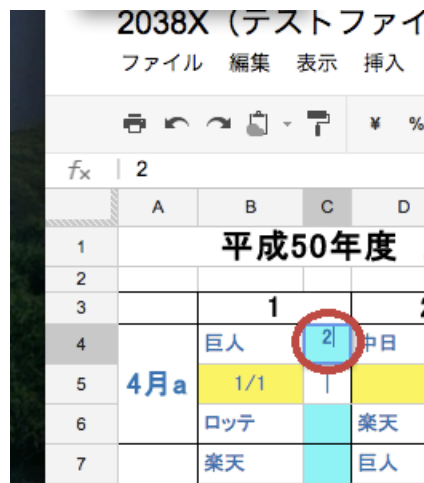 2038X（テストファイ
ファイル 編集 表示 挿入
¥ %
fx 2
A B C D
1 平成50年度
2
3 1 2
4 巨人 2 中日
5 4月a 1/1
6 ロッテ 楽天
7 楽天 巨人